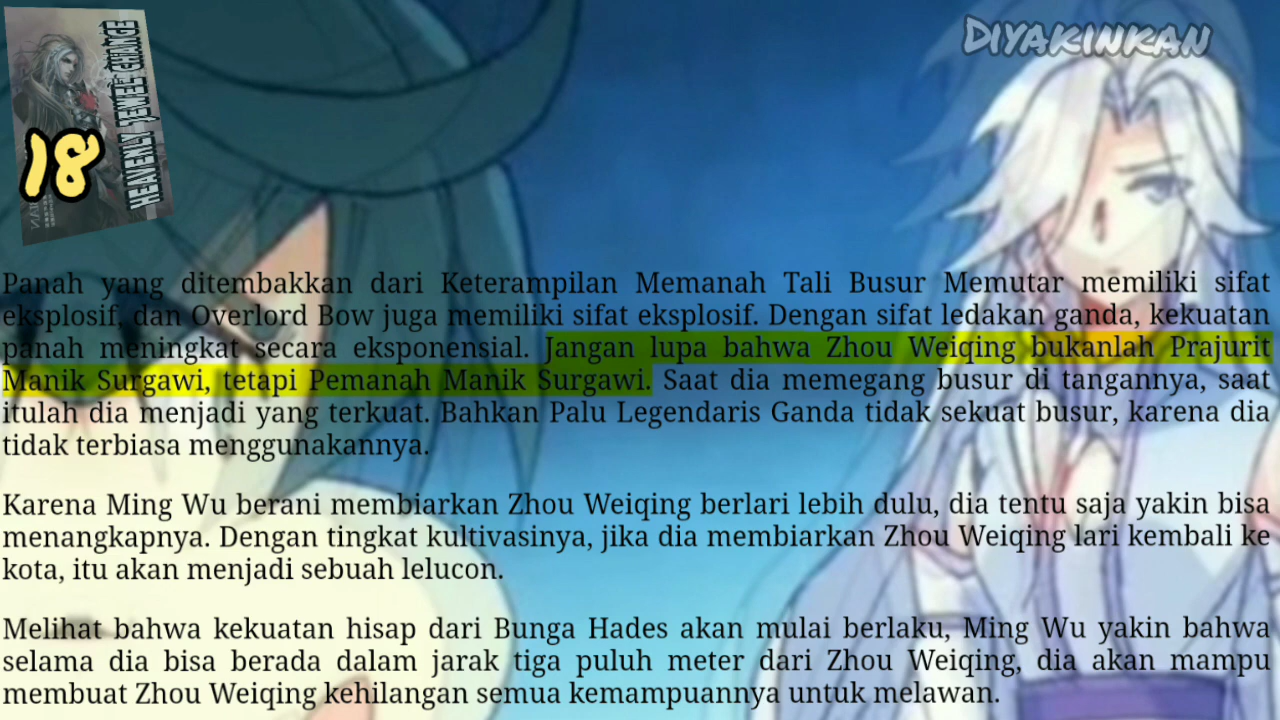 HEAVENLY JEWEL CHANGE
18
Diyakinkan
Panah yang ditembakkan dari Keterampilan Memanah Tali Busur Memutar memiliki sifat
eksplosif, dan Overlord Bow juga memiliki sifat eksplosif. Dengan sifat ledakan ganda, kekuatan
panah meningkat secara eksponensial. Jangan lupa bahwa Zhou Weiqing bukanlah Prajurit
Manik Surgawi, tetapi Pemanah Manik Surgawi. Saat dia memegang busur di tangannya, saat
itulah dia menjadi yang terkuat. Bahkan Palu Legendaris Ganda tidak sekuat busur, karena dia
tidak terbiasa menggunakannya.
Karena Ming Wu berani membiarkan Zhou Weiqing berlari lebih dulu, dia tentu saja yakin bisa
menangkapnya. Dengan tingkat kultivasinya, jika dia membiarkan Zhou Weiqing lari kembali ke
kota, itu akan menjadi sebuah lelucon.
Melihat bahwa kekuatan hisap dari Bunga Hades akan mulai berlaku, Ming Wu yakin bahwa
selama dia bisa berada dalam jarak tiga puluh meter dari Zhou Weiqing, dia akan mampu
membuat Zhou Weiqing kehilangan semua kemampuannya untuk melawan.